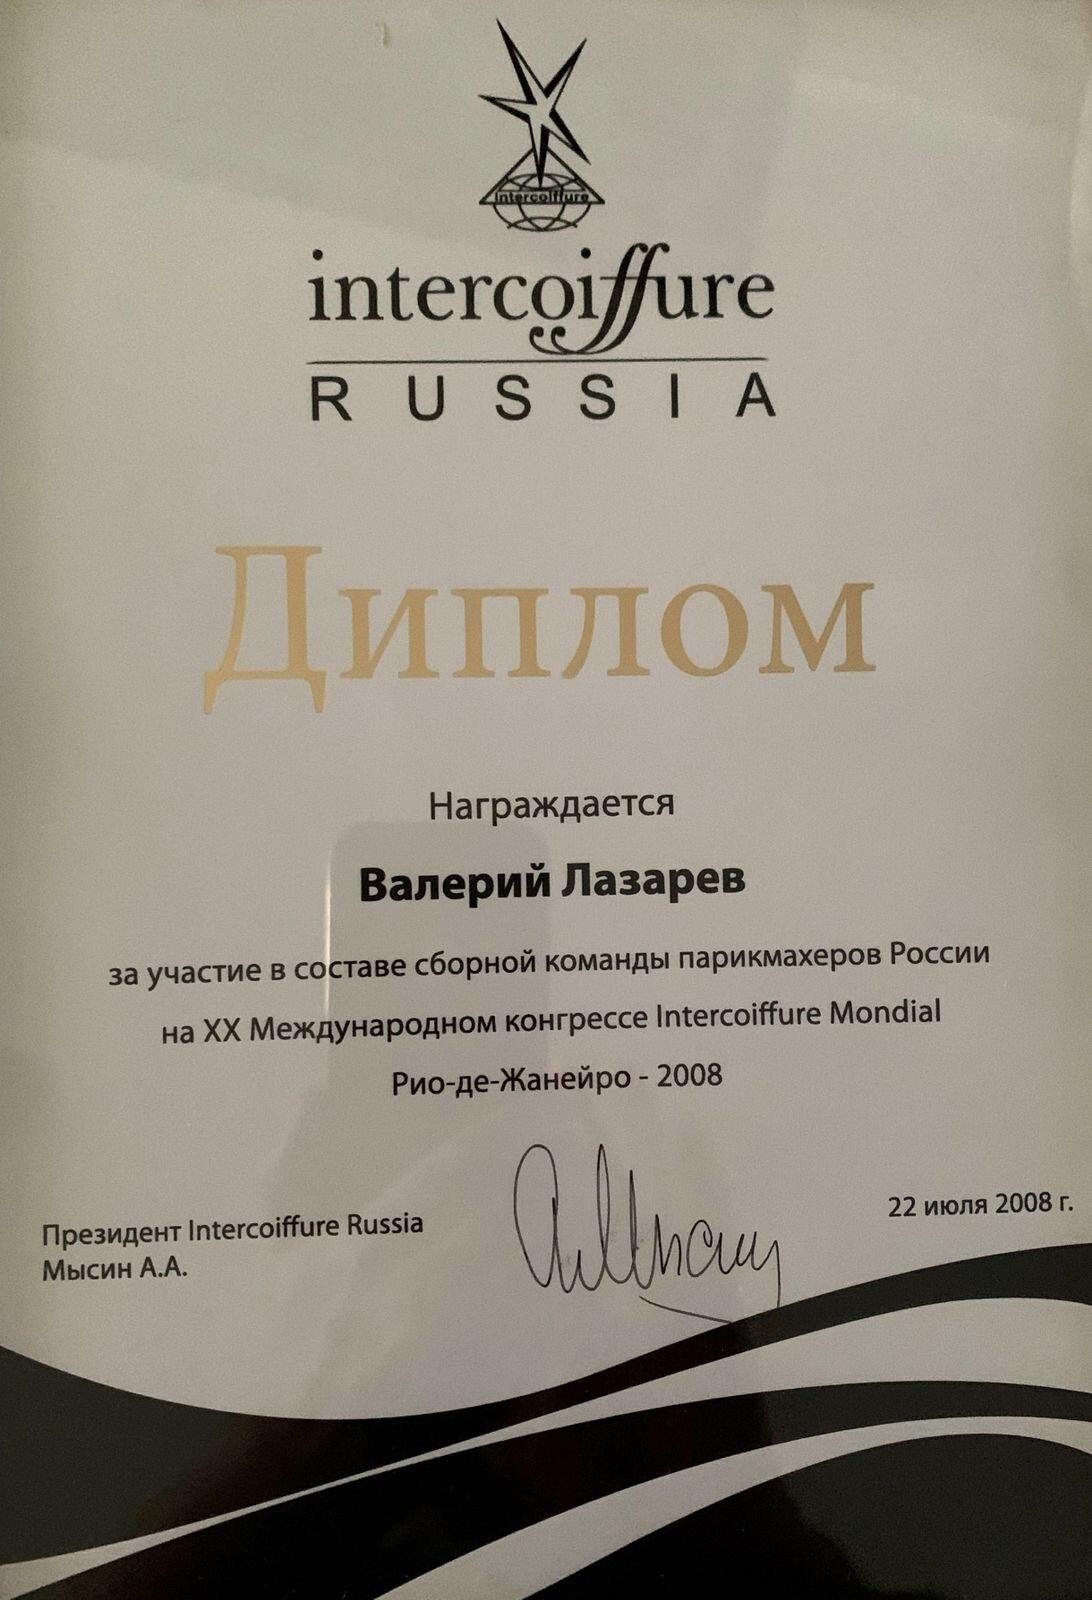 Intercoiffure
intercoiffure
RUSSIA
Диплом
Награждается
Валерий Лазарев
за участие в составе сборной команды парикмахеров России
на XX Международном конгрессе Intercoiffure Mondial
Рио-де-Жанейро - 2008
22 июля 2008 г.
Президент Intercoiffure Russia
Мысин А.А.